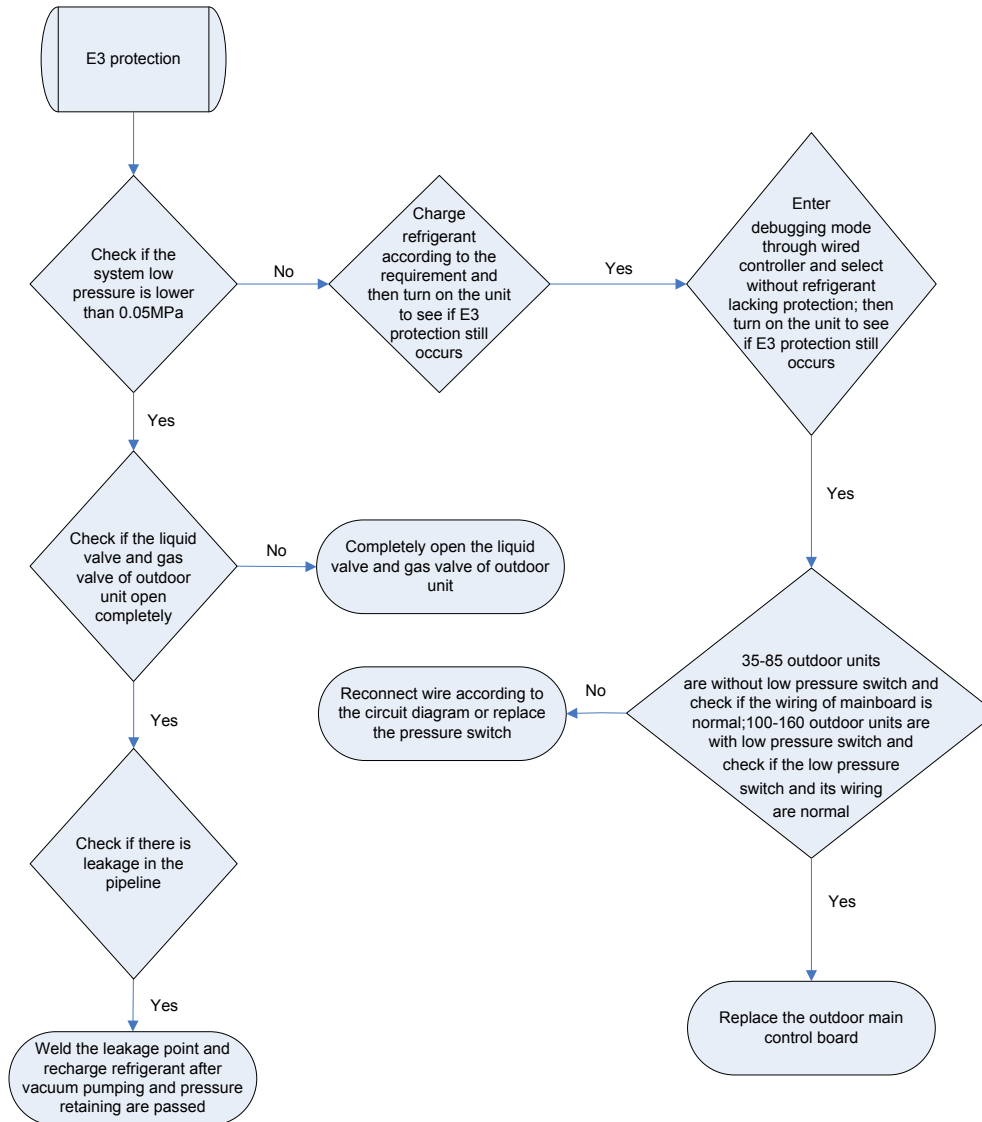 E3 protection
Check if the
system low
pressure is lower
than 0.05MPa
No
Charge
refrigerant
according to the
requirement and
then turn on the unit
to see if E3
protection still
occurs
Yes
Enter
debugging mode
through wired
controller and select
without refrigerant
lacking protection; then
turn on the unit to see
if E3 protection still
occurs
Yes
Yes
Check if the liquid
valve and gas
valve of outdoor
unit open
completely
No
Completely open the liquid
valve and gas valve of outdoor
unit
35-85 outdoor units
are without low pressure switch and
check if the wiring of mainboard is
normal;100-160 outdoor units are
with low pressure switch and
check if the low pressure
switch and its wiring
are normal
No
Reconnect wire according to
the circuit diagram or replace
the pressure switch
Yes
Check if there is
leakage in the
pipeline
Yes
Yes
Weld the leakage point and
recharge refrigerant after
vacuum pumping and pressure
retaining are passed
Replace the outdoor main
control board